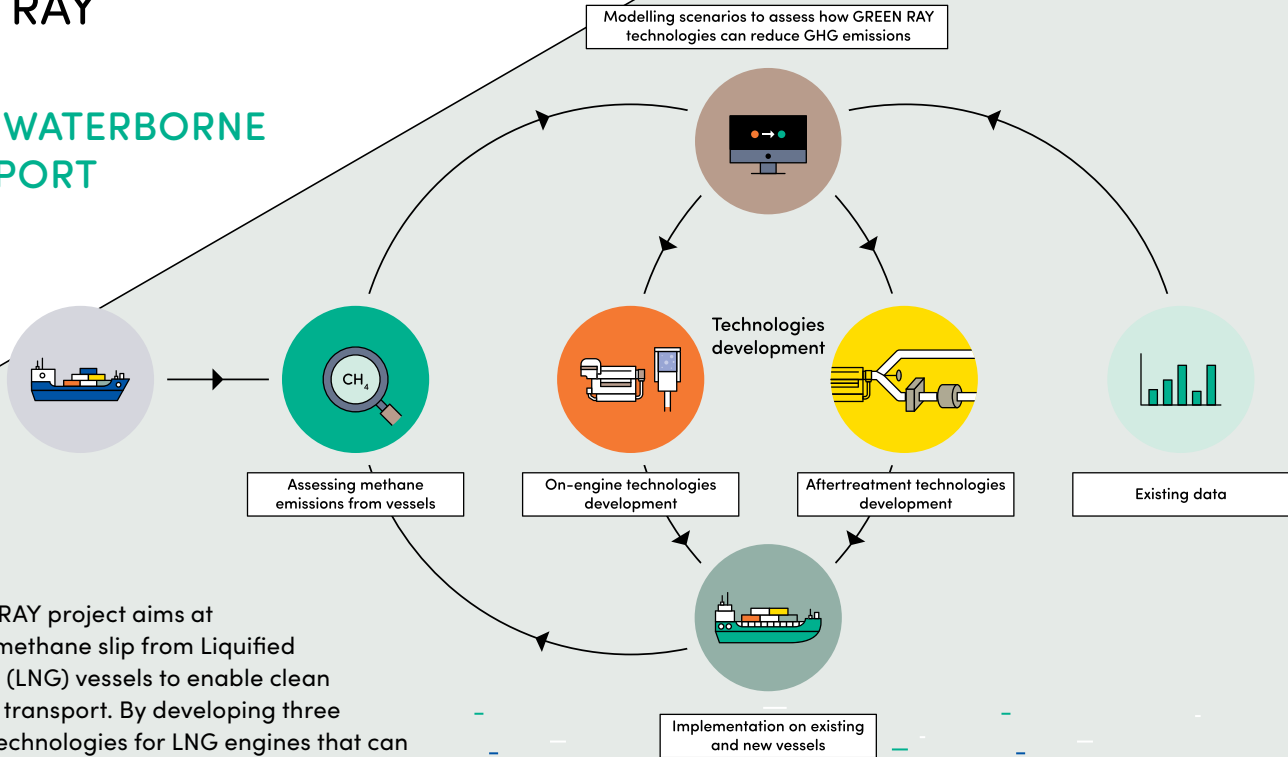 RAY
WATERBORNE
PORT
Modelling scenarios to assess how GREEN RAY
technologies can reduce GHG emissions
CH₄
Technologies
development
Assessing methane
emissions from vessels
On-engine technologies
development
Aftertreatment technologies
development
Existing data
Implementation on existing
and new vessels
RAY project aims at
methane slip from Liquified
(LNG) vessels to enable clean
transport. By developing three
technologies for LNG engines that can